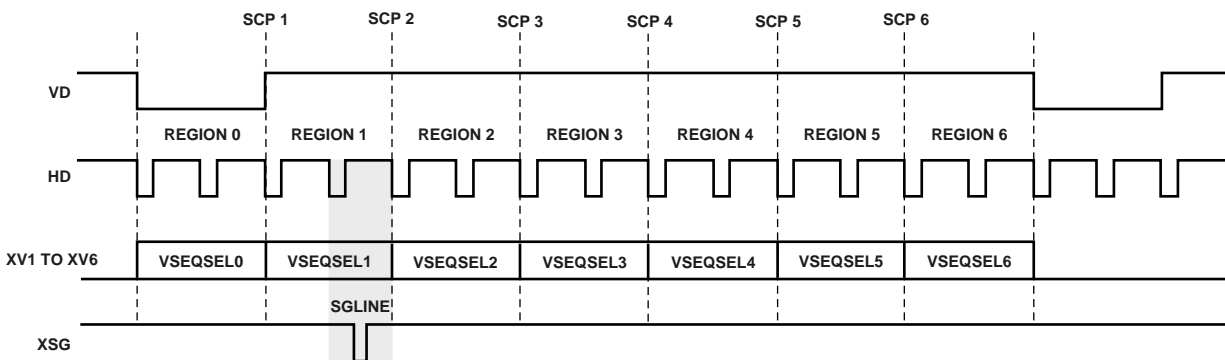 SCP 1 SCP 2 SCP 3 SCP 4 SCP 5 SCP 6
VD
REGION 0 REGION 1 REGION 2 REGION 3 REGION 4 REGION 5 REGION 6
HD
XV1 TO XV6 VSEQSEL0 VSEQSEL1 VSEQSEL2 VSEQSEL3 VSEQSEL4 VSEQSEL5 VSEQSEL6
SGLINE
XSG